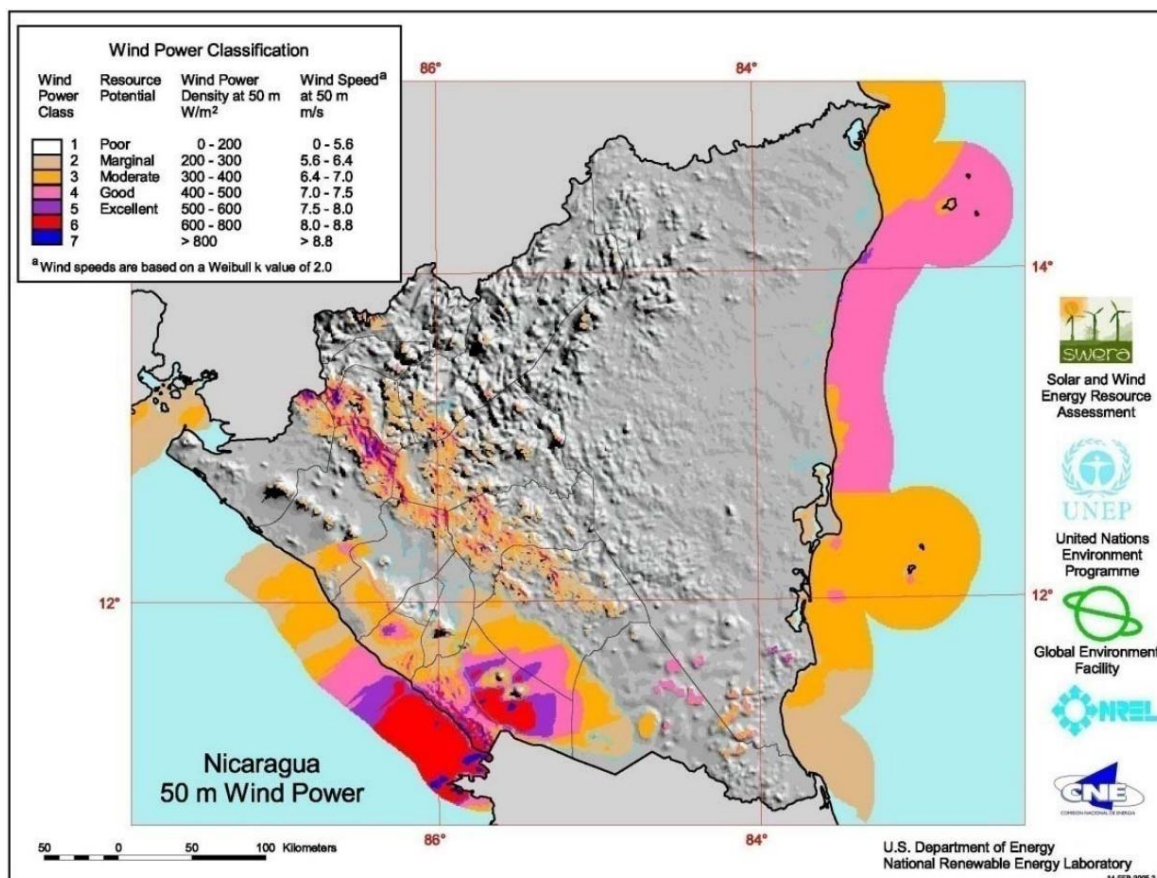 Wind Power Classification
Wind Power Class
Resource Potential
Wind Power Density at 50 m W/m²
Wind Speedᵃ at 50 m m/s
1 Poor 0 - 200 0 - 5.6
2 Marginal 200 - 300 5.6 - 6.4
3 Moderate 300 - 400 6.4 - 7.0
4 Good 400 - 500 7.0 - 7.5
5 Excellent 500 - 600 7.5 - 8.0
6 600 - 800 8.0 - 8.8
7 > 800 > 8.8
ᵃ Wind speeds are based on a Weibull k value of 2.0
86°
84°
14°
12°
12°
86°
84°
Nicaragua
50 m Wind Power
50 0 50 100 Kilometers
swera
Solar and Wind
Energy Resource
Assessment
UNEP
United Nations
Environment
Programme
Global Environment
Facility
NREL
CNE
COMISIÓN NACIONAL DE ENERGÍA
U.S. Department of Energy
National Renewable Energy Laboratory